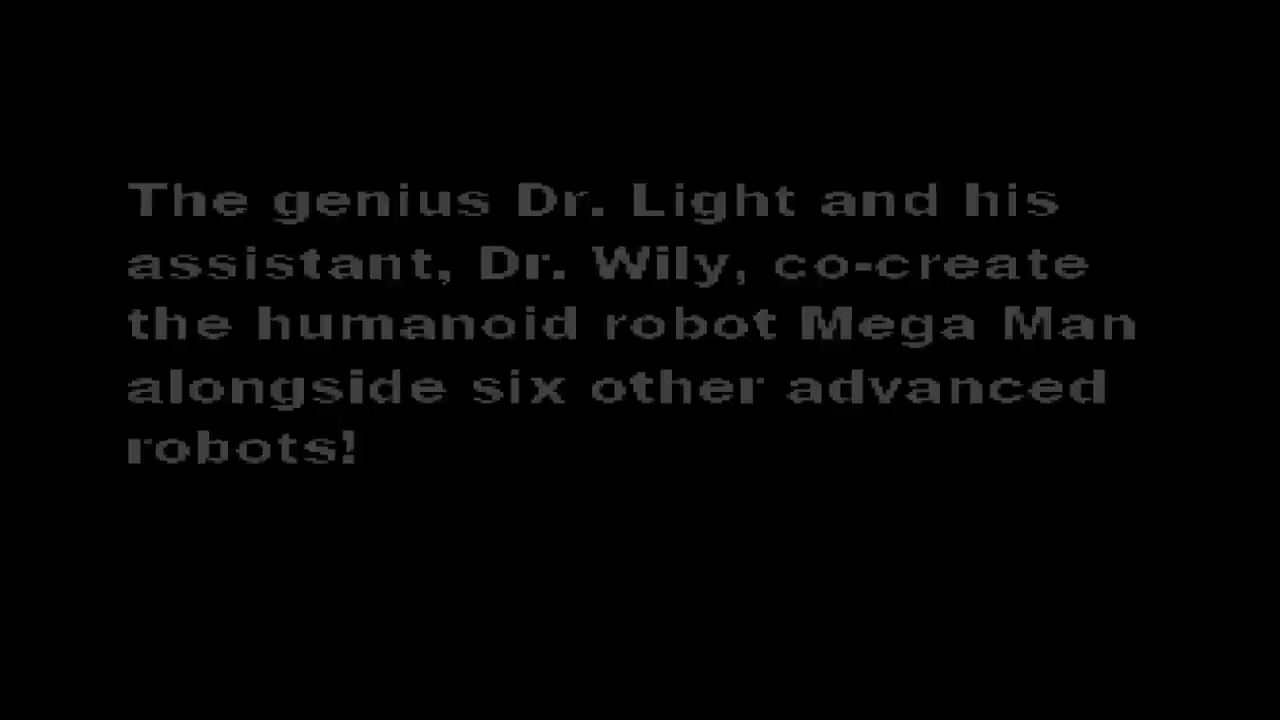 The genius Dr. Light and his
assistant, Dr. Wily, co-create
the humanoid robot Mega Man
alongside six other advanced
robots!